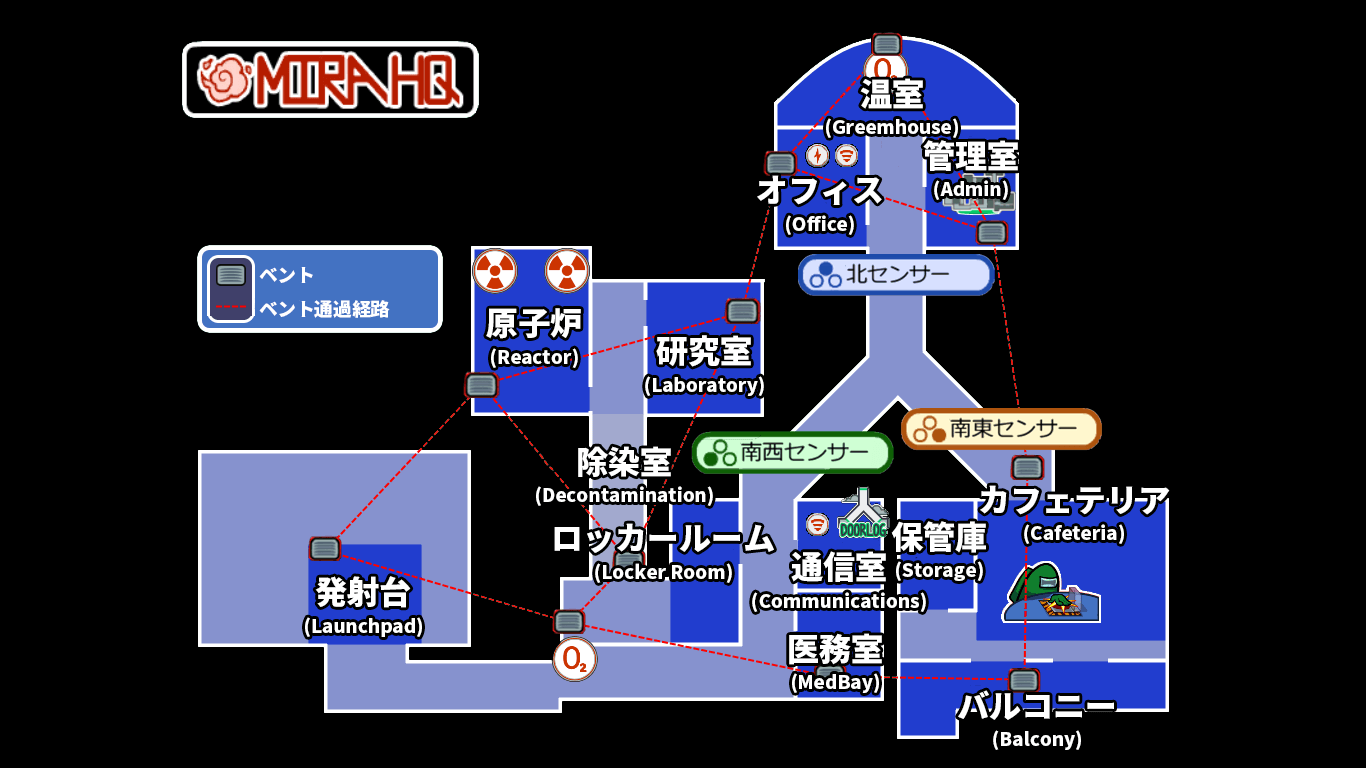 MIRA HQ
ベント
ベント通過経路
O₂
温室
(Greemhouse)
管理室
(Admin)
オフィス
(Office)
北センサー
原子炉
(Reactor)
研究室
(Laboratory)
南東センサー
南西センサー
除染室
(Decontamination)
カフェテリア
(Cafeteria)
ロッカールーム
(Locker Room)
DOORLOG
通信室
(Communications)
保管庫
(Storage)
発射台
(Launchpad)
O₂
医務室
(MedBay)
バルコニー
(Balcony)